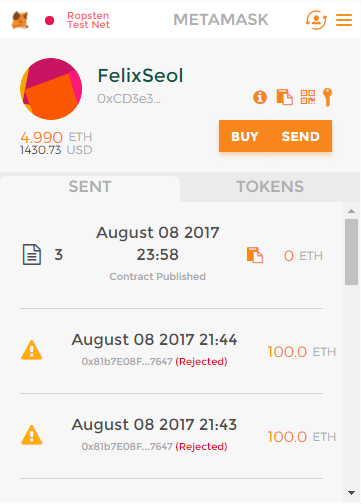 Ropsten
Test Net
METAMASK
FelixSeol
0xCD3e3...
4.990 ETH
1430.73 USD
BUY SEND
SENT TOKENS
3
August 08 2017
23:58
Contract Published
0 ETH
August 08 2017 21:44
0x81b7E08F...7647 (Rejected)
100.0 ETH
August 08 2017 21:43
0x81b7E08F...7647 (Rejected)
100.0 ETH